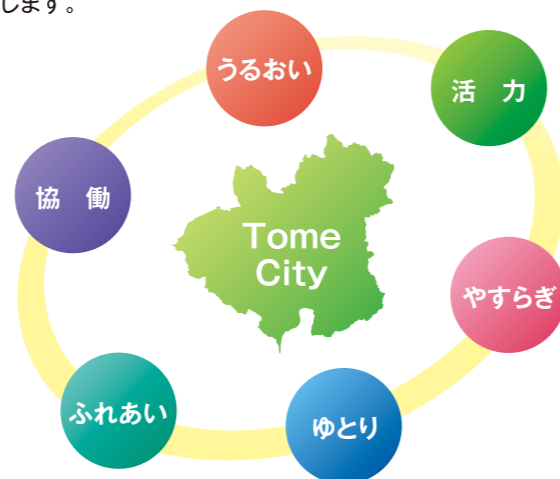 します。
うるおい
活　力
協　働
Tome
City
やすらぎ
ふれあい
ゆとり